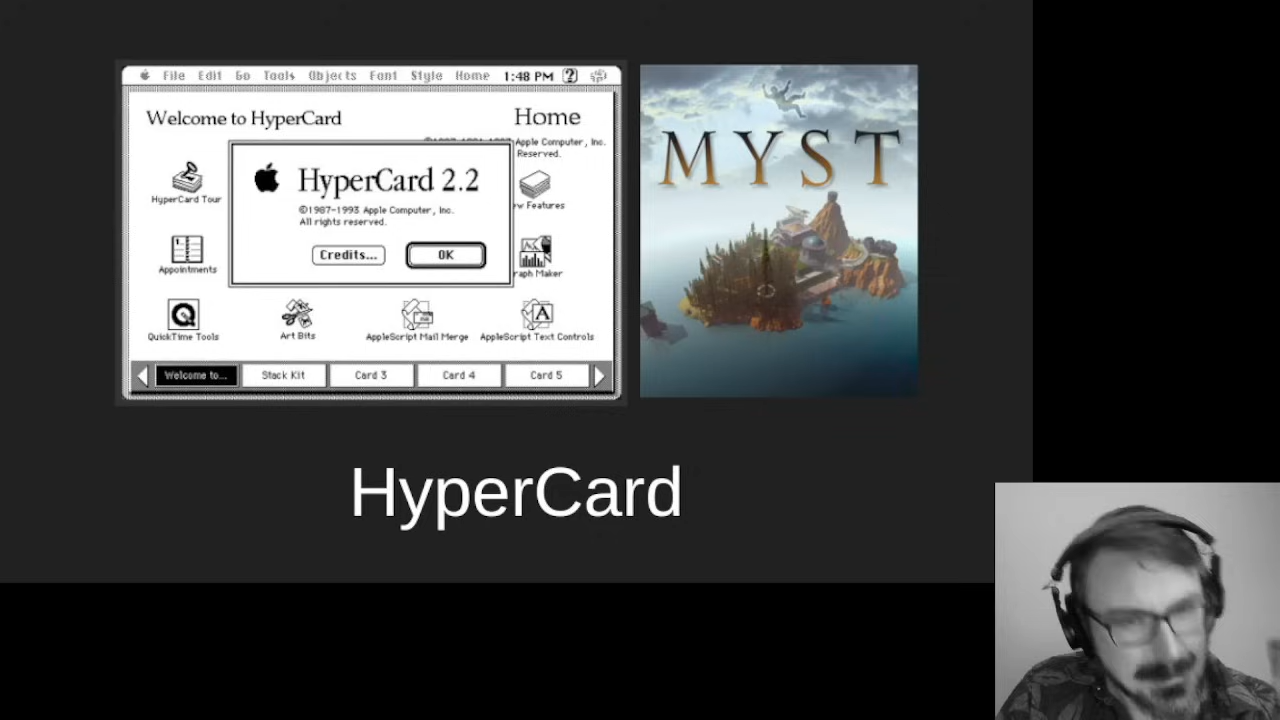 File Edit Go Tools Objects Font Style Home 1:48 PM
Welcome to HyperCard
Home
Apple Computer, Inc.
Reserved.
HyperCard 2.2
©1987-1993 Apple Computer, Inc.
All rights reserved.
Credits...
OK
HyperCard Tour
Appointments
QuickTime Tools
Art Bits
AppleScript Mail Merge
AppleScript Text Controls
Welcome to...
Stack Kit
Card 3
Card 4
Card 5
MYST
HyperCard